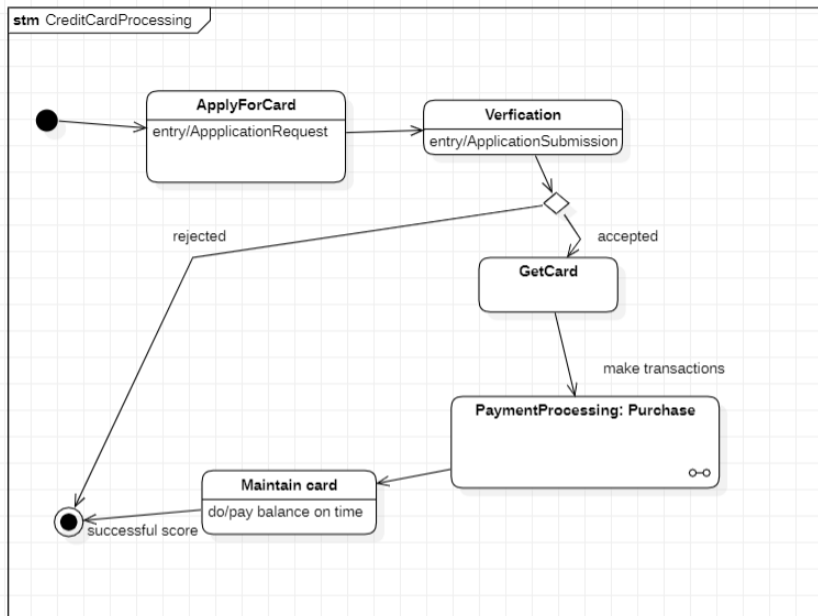 stm CreditCardProcessing
ApplyForCard
entry/AppplicationRequest
Verfication
entry/ApplicationSubmission
rejected
accepted
GetCard
make transactions
PaymentProcessing: Purchase
Maintain card
do/pay balance on time
successful score